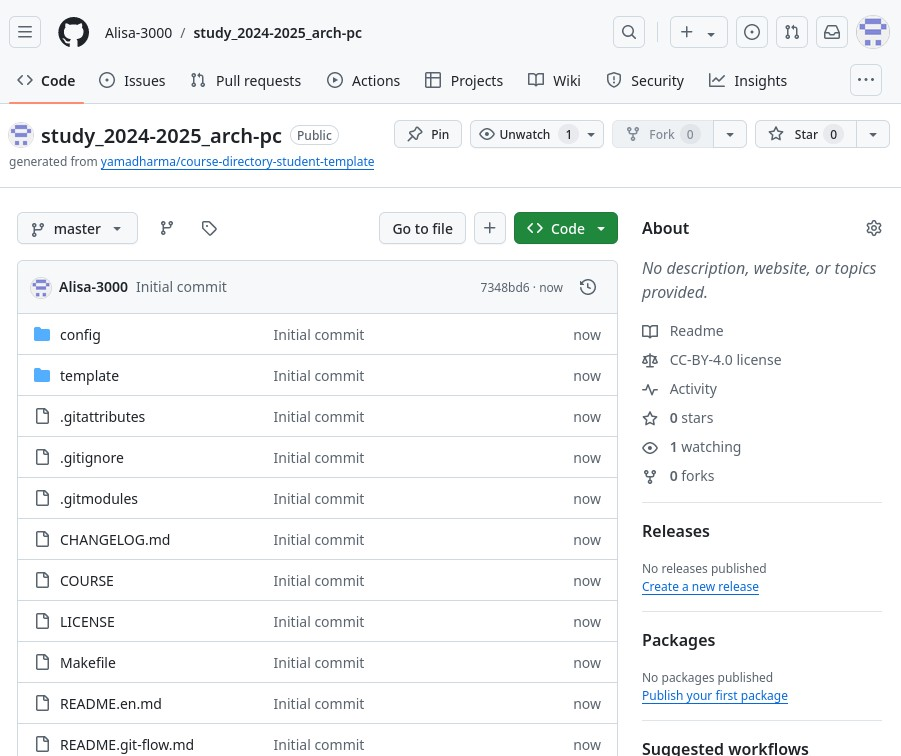 Alisa-3000 / study_2024-2025_arch-pc
Code Issues Pull requests Actions Projects Wiki Security Insights
study_2024-2025_arch-pc Public Pin Unwatch 1 Fork 0 Star 0
generated from yamadharma/course-directory-student-template
master Go to file Code
Alisa-3000 Initial commit 7348bd6 · now
config Initial commit now
template Initial commit now
.gitattributes Initial commit now
.gitignore Initial commit now
.gitmodules Initial commit now
CHANGELOG.md Initial commit now
COURSE Initial commit now
LICENSE Initial commit now
Makefile Initial commit now
README.en.md Initial commit now
README.git-flow.md Initial commit now
About
No description, website, or topics
provided.
Readme
CC-BY-4.0 license
Activity
0 stars
1 watching
0 forks
Releases
No releases published
Create a new release
Packages
No packages published
Publish your first package
Suggested workflows